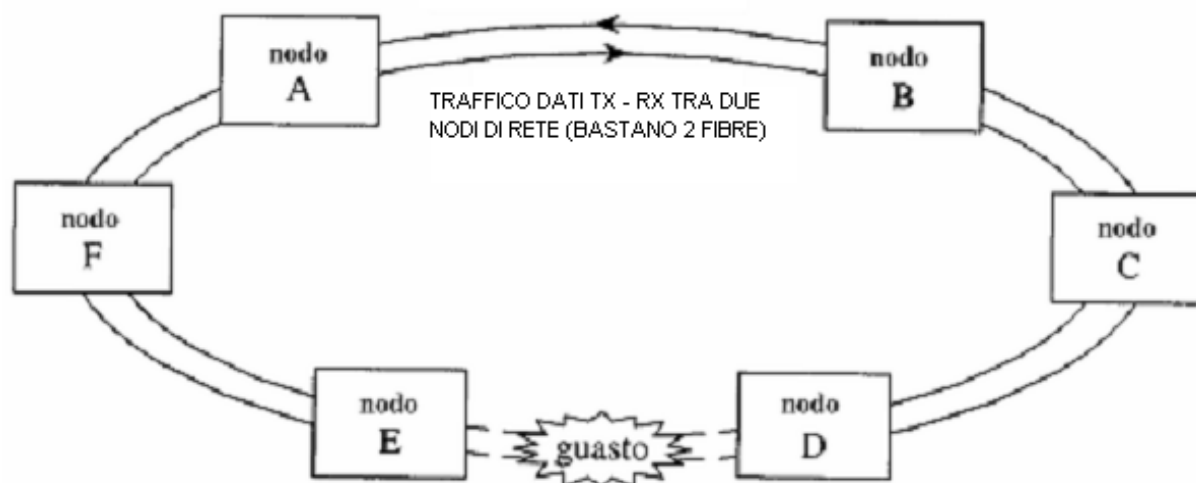 nodo
A
nodo
B
TRAFFICO DATI TX - RX TRA DUE
NODI DI RETE (BASTANO 2 FIBRE)
nodo
F
nodo
C
nodo
E
guasto
nodo
D